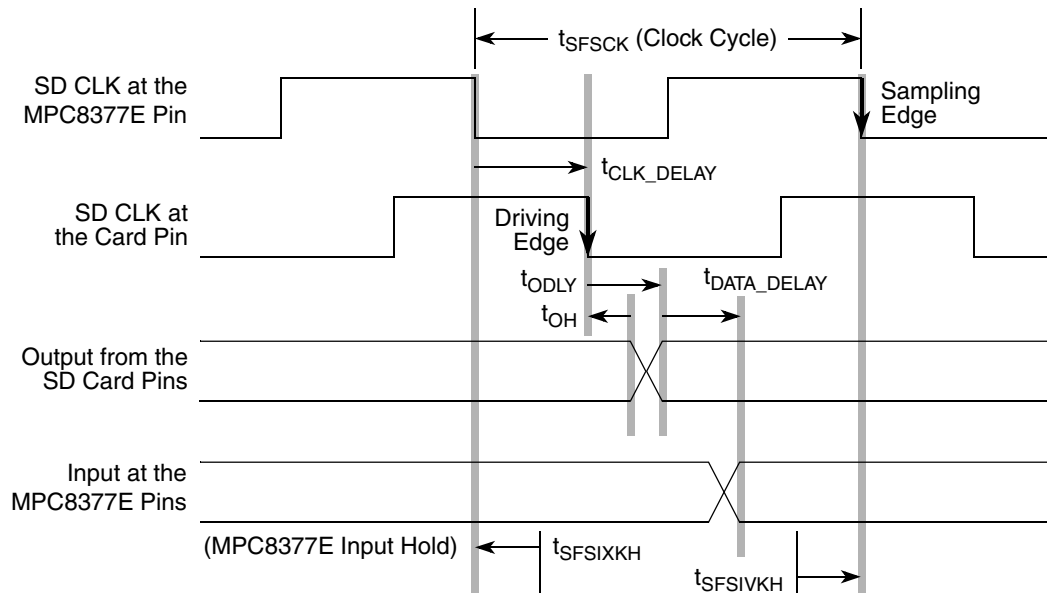 tSFSCK (Clock Cycle)
SD CLK at the
MPC8377E Pin
Sampling
Edge
tCLK_DELAY
SD CLK at
the Card Pin
Driving
Edge
tODLY
tDATA_DELAY
tOH
Output from the
SD Card Pins
Input at the
MPC8377E Pins
(MPC8377E Input Hold)
tSFSIXKH
tSFSIVKH